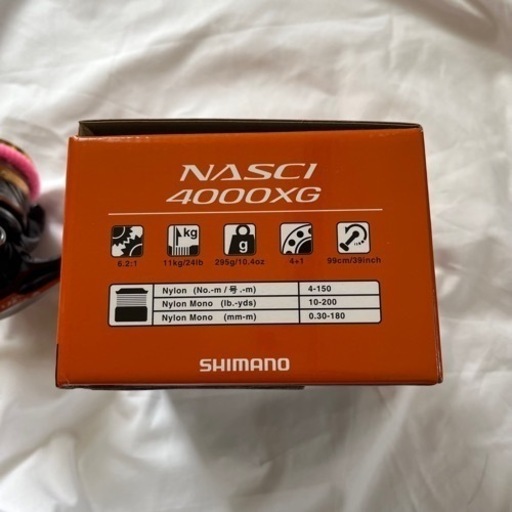 NASCI
4000XG
kg g
6.2:1 11kg/24lb 295g/10.4oz 4+1 99cm/39inch
Nylon (No.-m / 号.-m) 4-150
Nylon Mono (lb.-yds) 10-200
Nylon Mono (mm-m) 0.30-180
SHIMANO